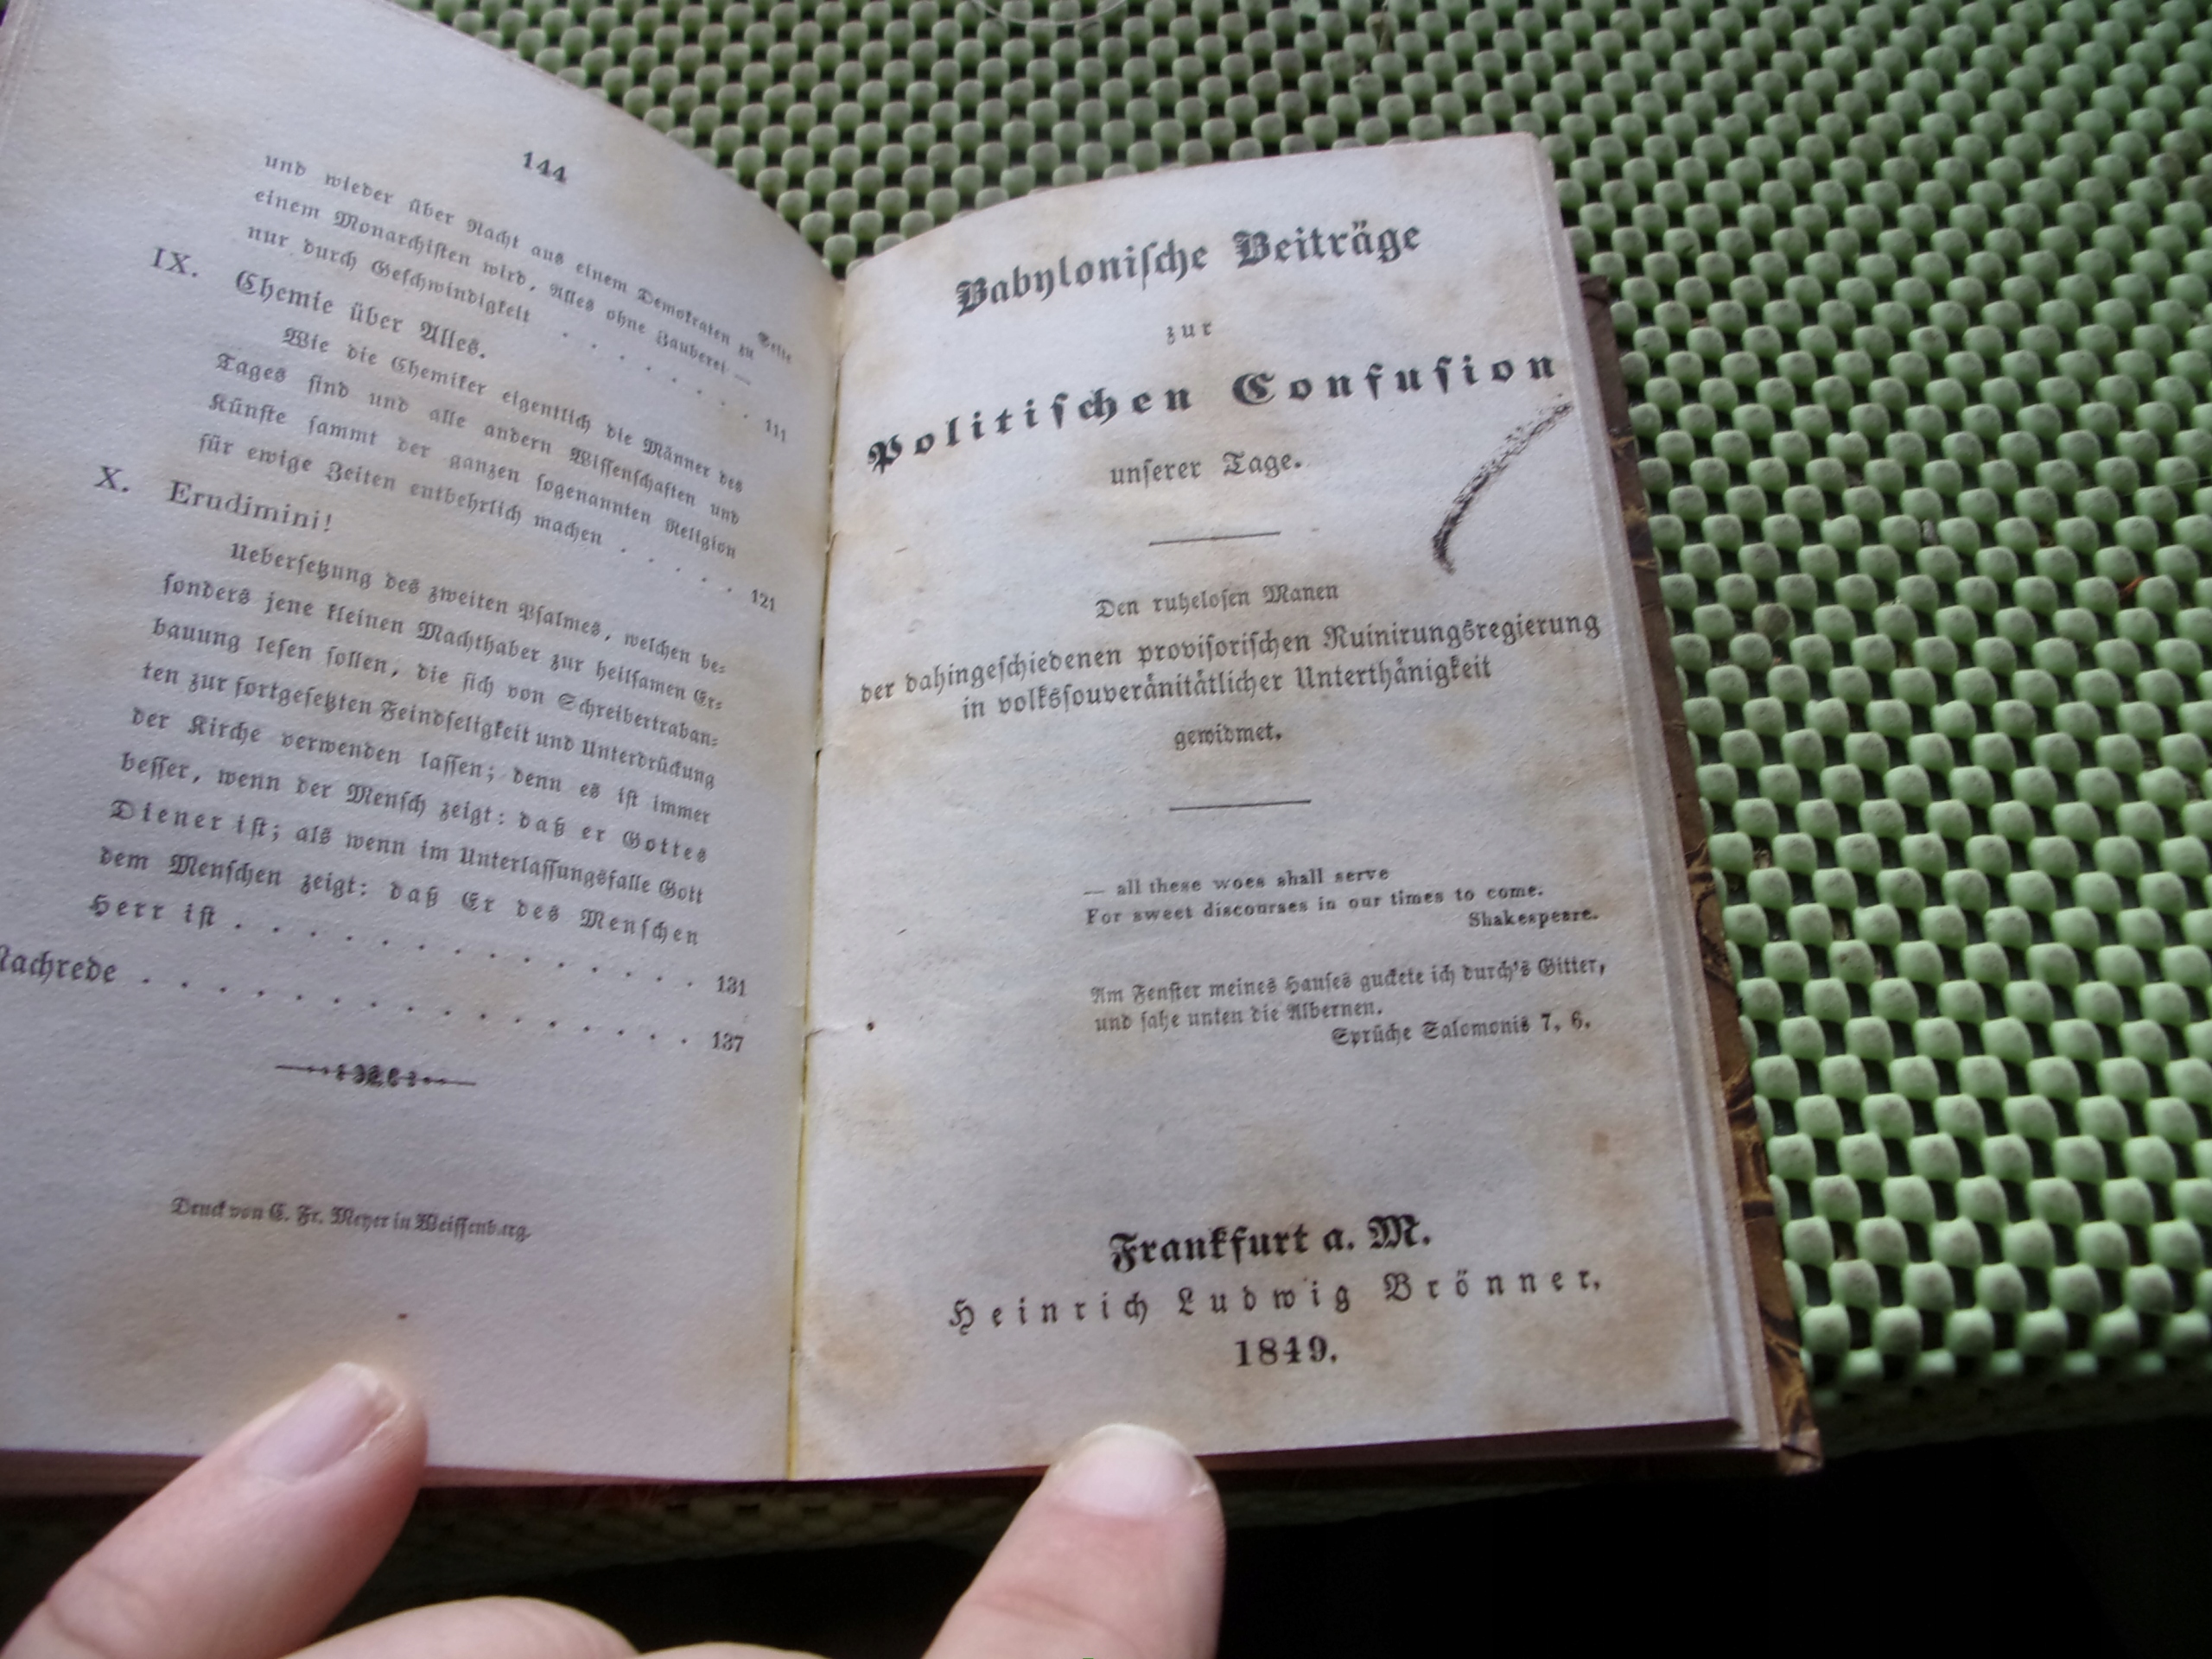 144
Seite
und wieder über Nacht aus einem Demokraten zu
einem Monarchisten wird, Alles ohne Zauberei —
nur durch Geschwindigkeit . . . . . . . 111
IX. Chemie über Alles.
Wie die Chemiker eigentlich die Männer des
Tages sind und alle andern Wissenschaften und
Künste sammt der ganzen sogenannten Religion
für ewige Zeiten entbehrlich machen . . . . . 121
X. Erudimini!
Uebersetzung des zweiten Psalmes, welchen be-
sonders jene kleinen Machthaber zur heilsamen Er-
bauung lesen sollen, die sich von Schreibertraban-
ten zur fortgesetzten Feindseligkeit und Unterdrückung
der Kirche verwenden lassen; denn es ist immer
besser, wenn der Mensch zeigt: daß er Gottes
Diener ist; als wenn im Unterlassungsfalle Gott
dem Menschen zeigt: daß Er des Menschen
Herr ist . . . . . . . . . . . . . 131
Nachrede . . . . . . . . . . . . . . . 137
Druck von C. Fr. Meyer in Weissenburg.
Babylonische Beiträge
zur
Politischen Confusion
unserer Tage.
Den ruhelosen Manen
der dahingeschiedenen provisorischen Ruinirungsregierung
in volkssouveränitätlicher Unterthänigkeit
gewidmet.
— all these woes shall serve
For sweet discourses in our times to come.
Shakespeare.
Am Fenster meines Hauses guckete ich durch's Gitter,
und sahe unten die Albernen.
Sprüche Salomonis 7, 6.
Frankfurt a. M.
Heinrich Ludwig Brönner.
1849.